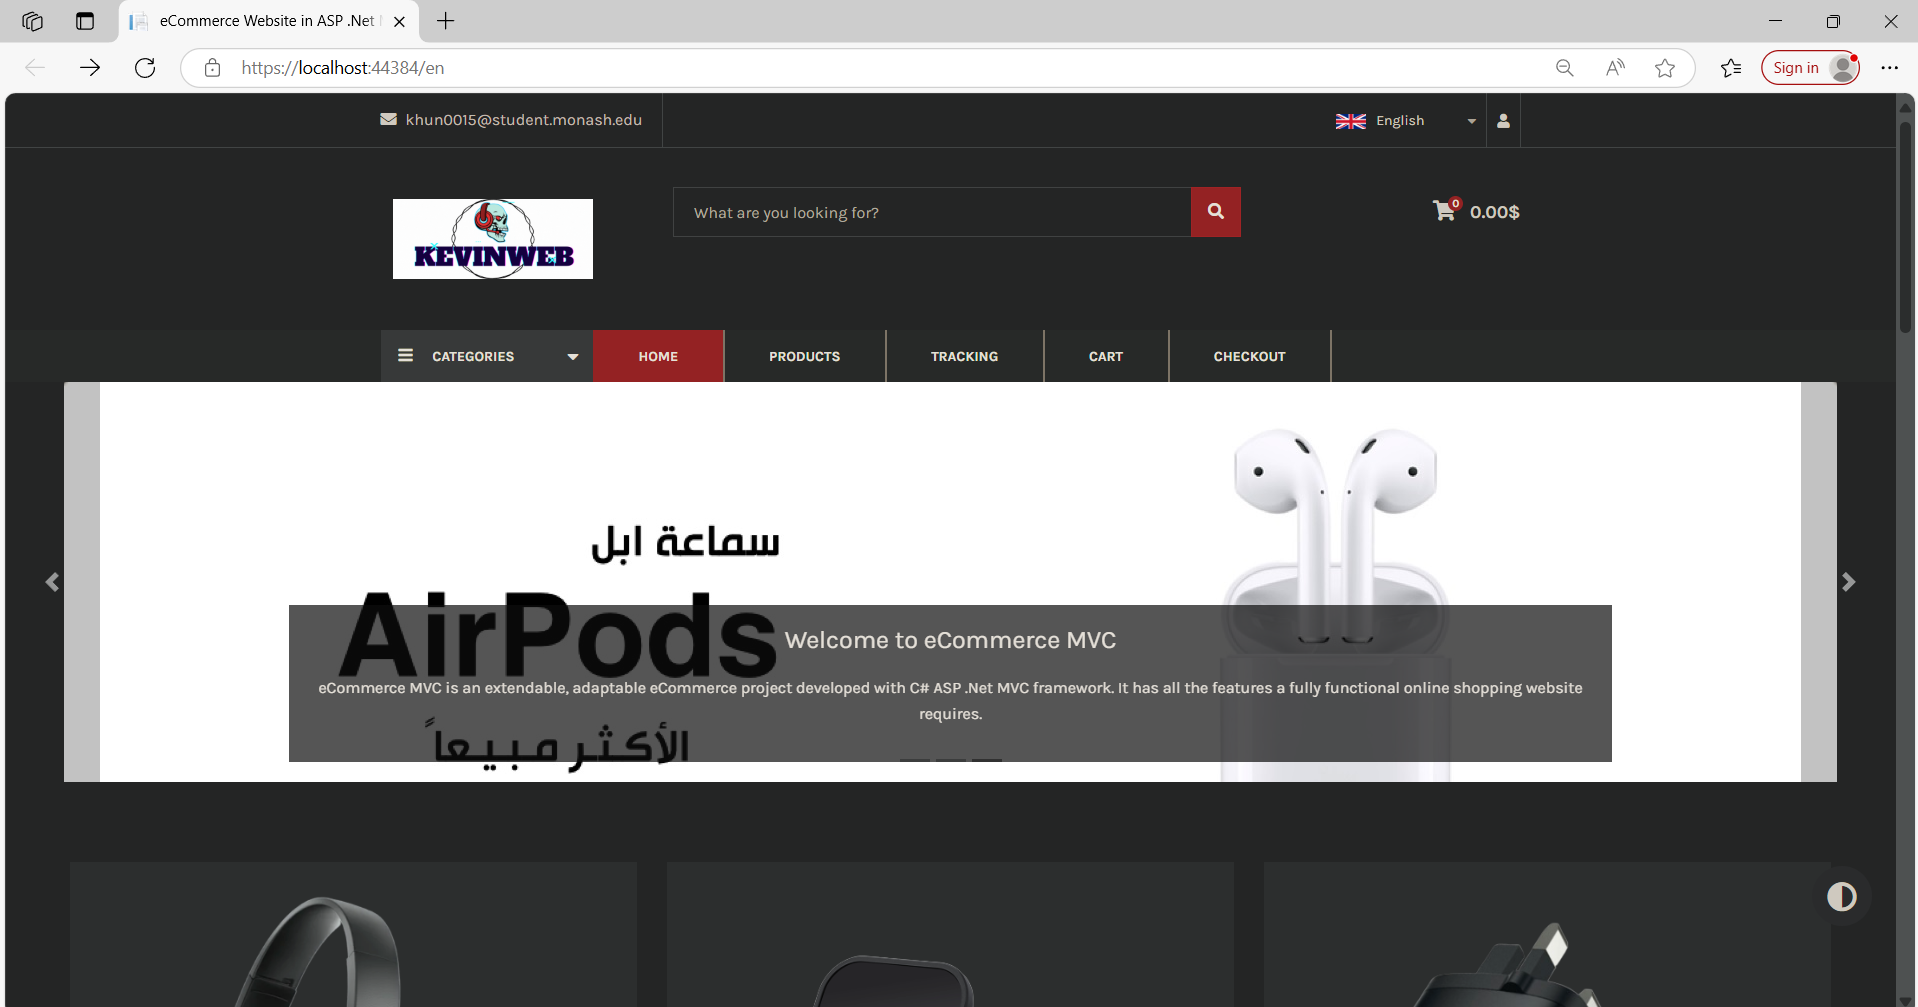 eCommerce Website in ASP .Net
https://localhost:44384/en
Sign in
khun0015@student.monash.edu
English
KEVINWEB
What are you looking for?
0
0.00$
CATEGORIES
HOME
PRODUCTS
TRACKING
CART
CHECKOUT
سماعة ابل
AirPods
Welcome to eCommerce MVC
eCommerce MVC is an extendable, adaptable eCommerce project developed with C# ASP .Net MVC framework. It has all the features a fully functional online shopping website
requires.
الأكثر مبيعاً